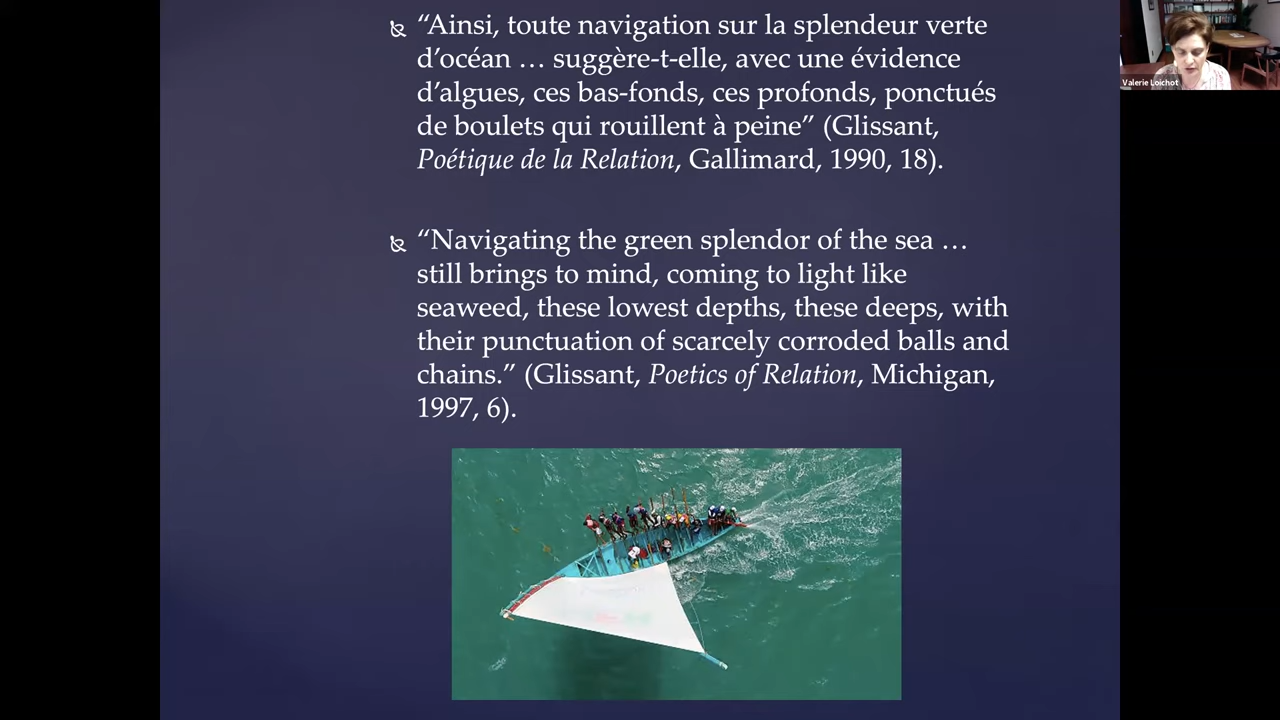 “Ainsi, toute navigation sur la splendeur verte
d’océan … suggère-t-elle, avec une évidence
d’algues, ces bas-fonds, ces profonds, ponctués
de boulets qui rouillent à peine” (Glissant,
Poétique de la Relation, Gallimard, 1990, 18).
“Navigating the green splendor of the sea …
still brings to mind, coming to light like
seaweed, these lowest depths, these deeps, with
their punctuation of scarcely corroded balls and
chains.” (Glissant, Poetics of Relation, Michigan,
1997, 6).
Valerie Loichot